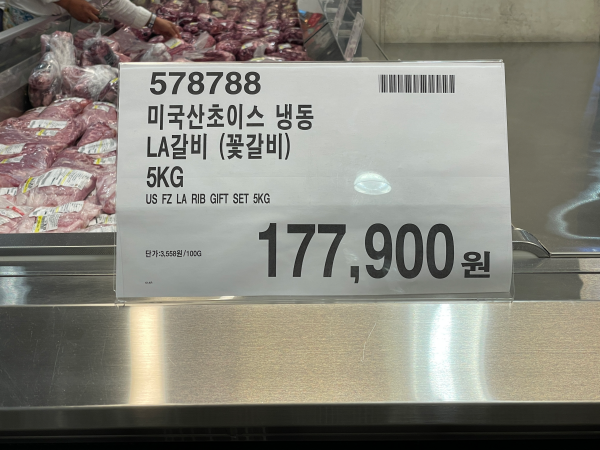 578788
미국산초이스 냉동
LA갈비 (꽃갈비)
5KG
US FZ LA RIB GIFT SET 5KG
단가:3,558원/100G
177,900원